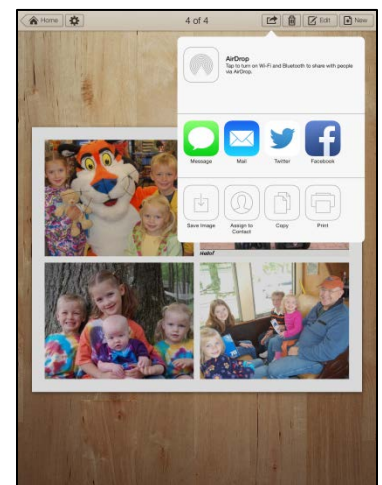 Home
4 of 4
Edit
New
AirDrop
Tap to turn on Wi-Fi and Bluetooth to share with people
via AirDrop.
Message
Mail
Twitter
Facebook
Save Image
Assign to
Contact
Copy
Print